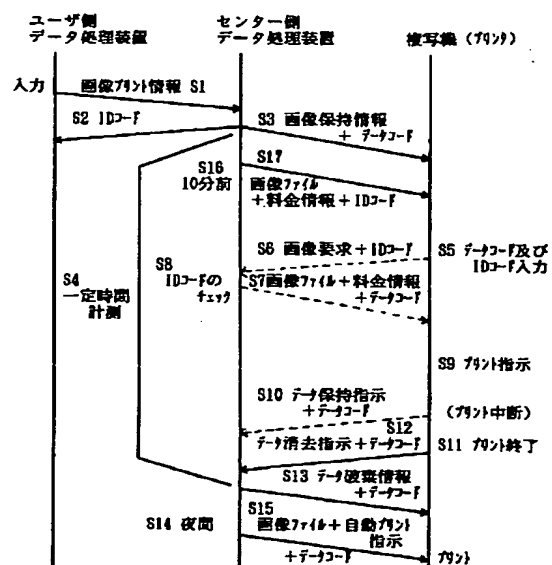 ユーザ側
データ処理装置
センター側
データ処理装置
複写機(プリンタ)
入力
画像プリント情報 S1
S2 IDコード
S3 画像保持情報
+ データコード
S16
10分前
S17
画像ファイル
+料金情報+IDコード
S6 画像要求+IDコード
S5 データコード及び
IDコード入力
S4
一定時間
計測
S8
IDコードの
チェック
S7画像ファイル+料金情報
+データコード
S9 プリント指示
S10 データ保持指示
+データコード
(プリント中断)
S12
データ消去指示+データコード
S11 プリント終了
S13 データ破棄情報
+データコード
S14 夜間
S15
画像ファイル+自動プリント
指示
+データコード
プリント